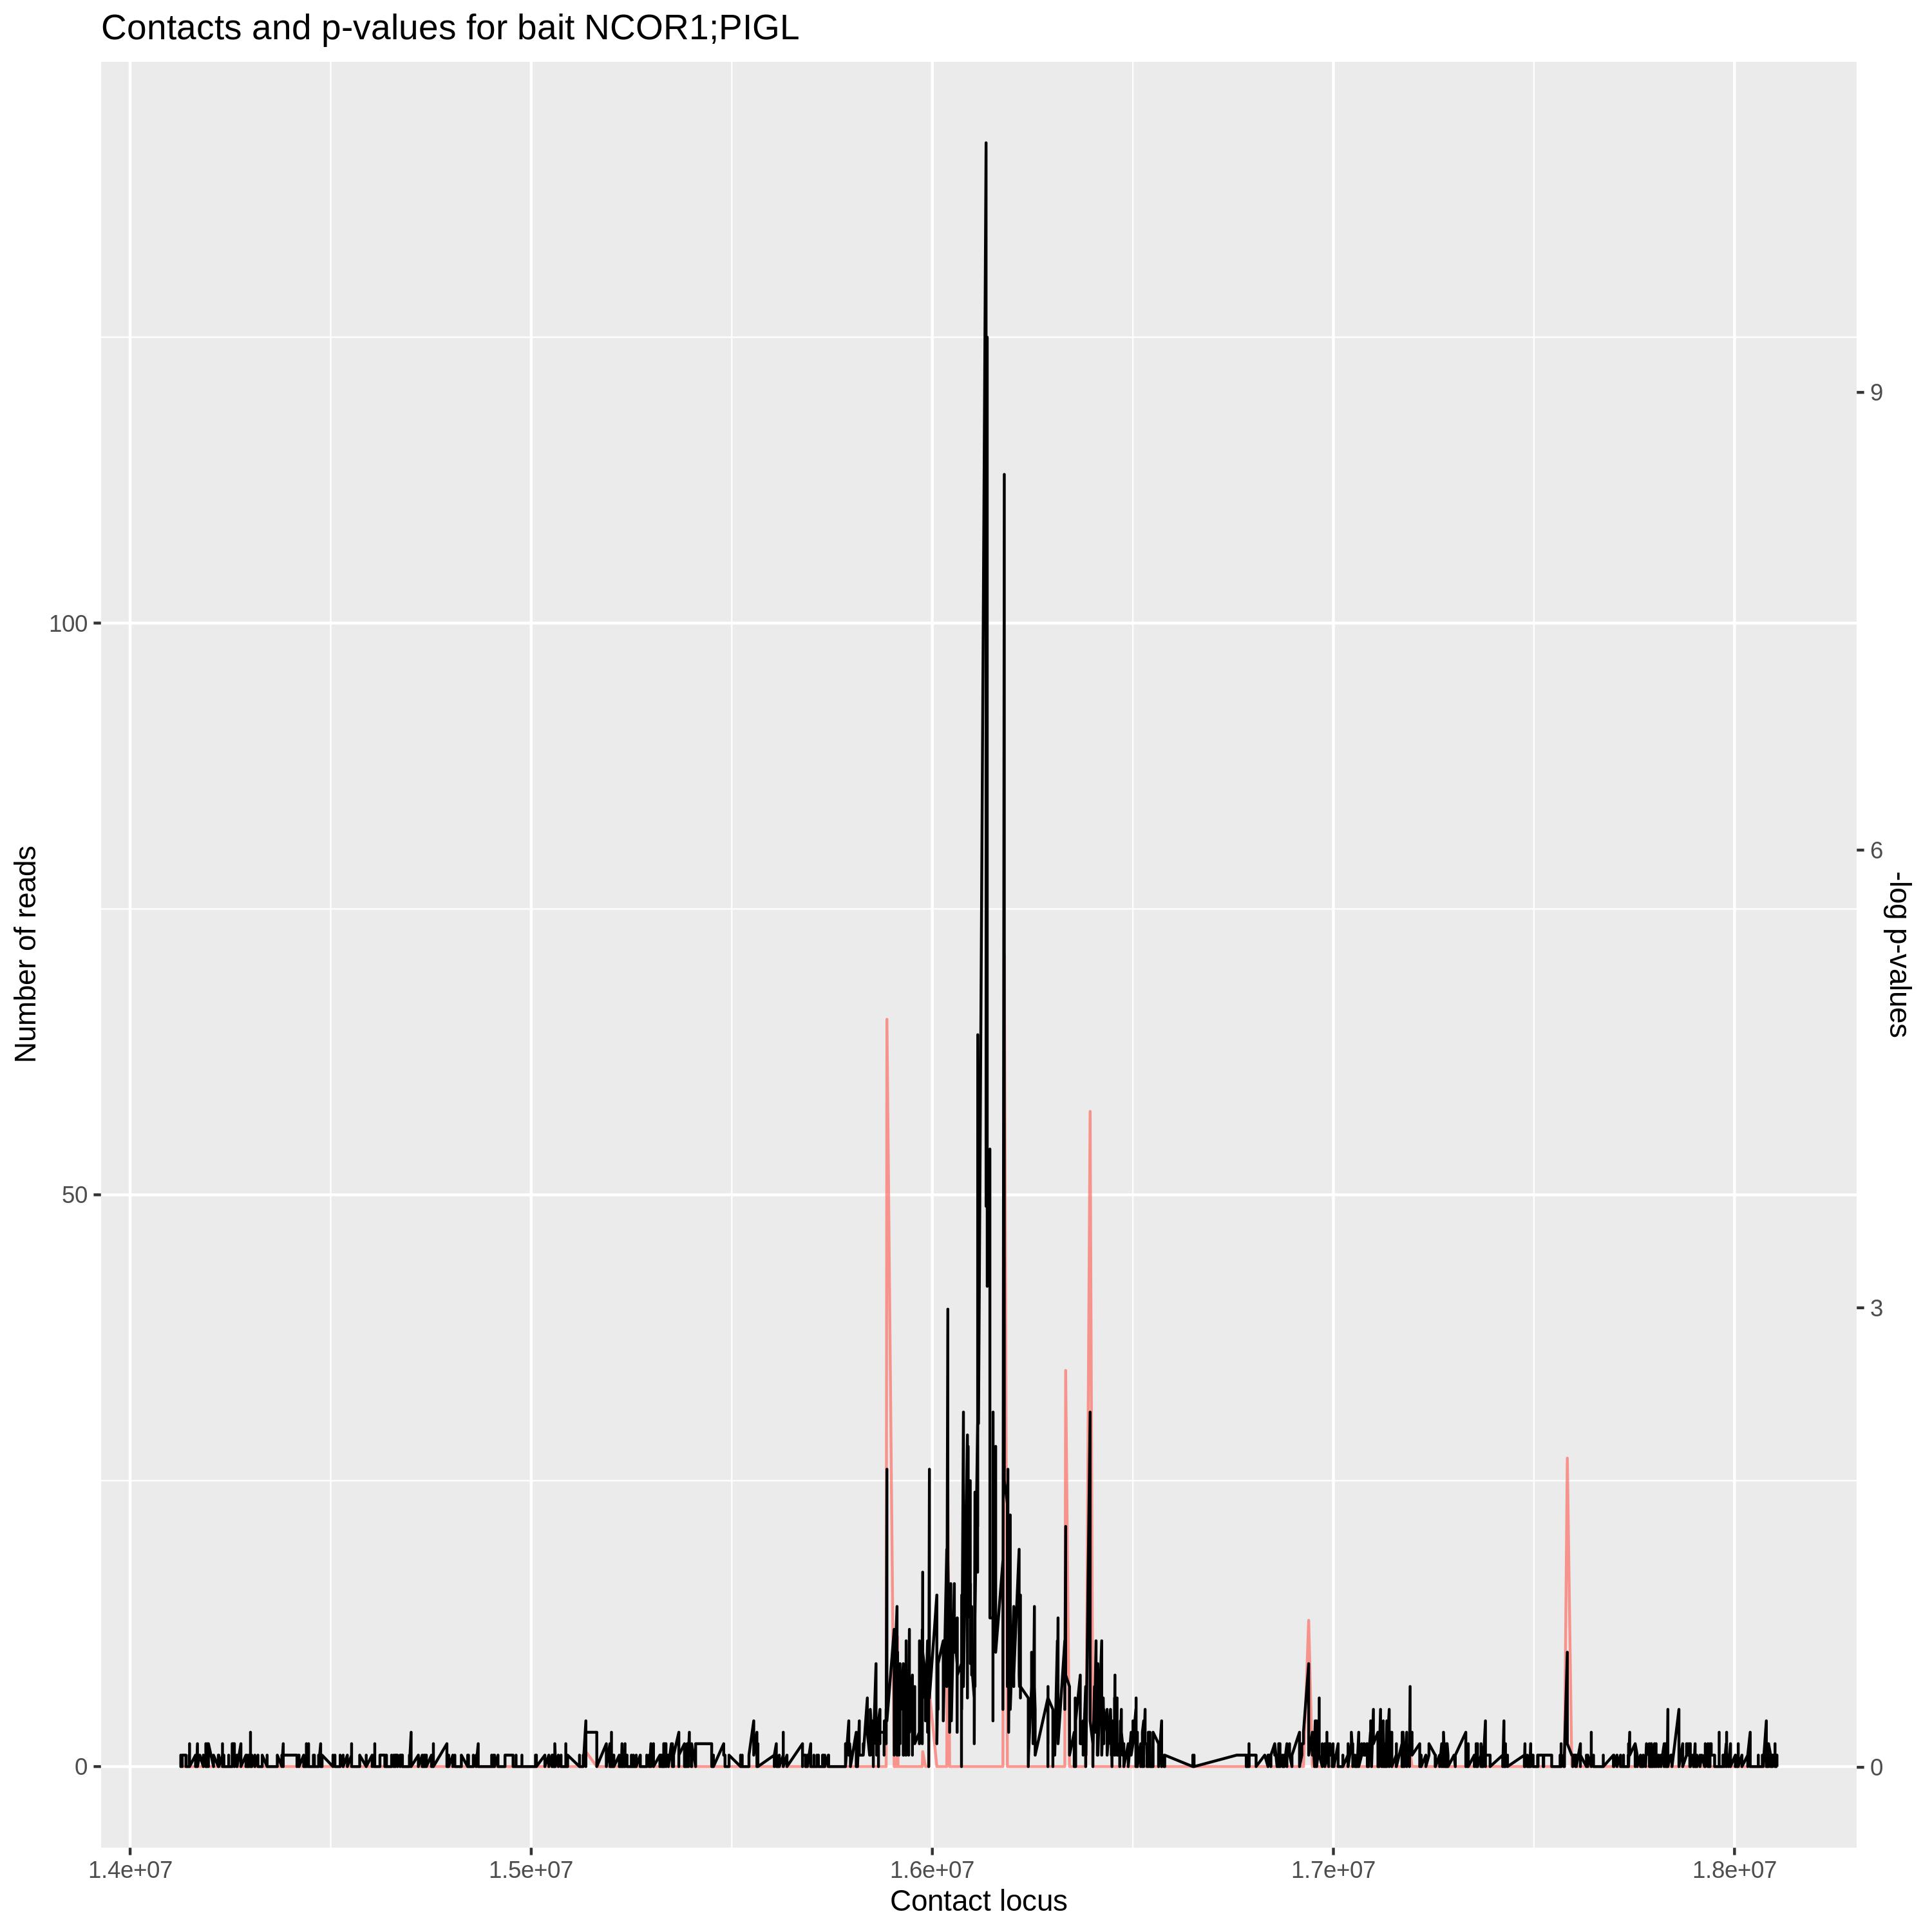 Contacts and p-values for bait NCOR1;PIGL
Number of reads
100
50
0
9
6
3
0
-log p-values
1.4e+07 1.5e+07 1.6e+07 1.7e+07 1.8e+07
Contact locus